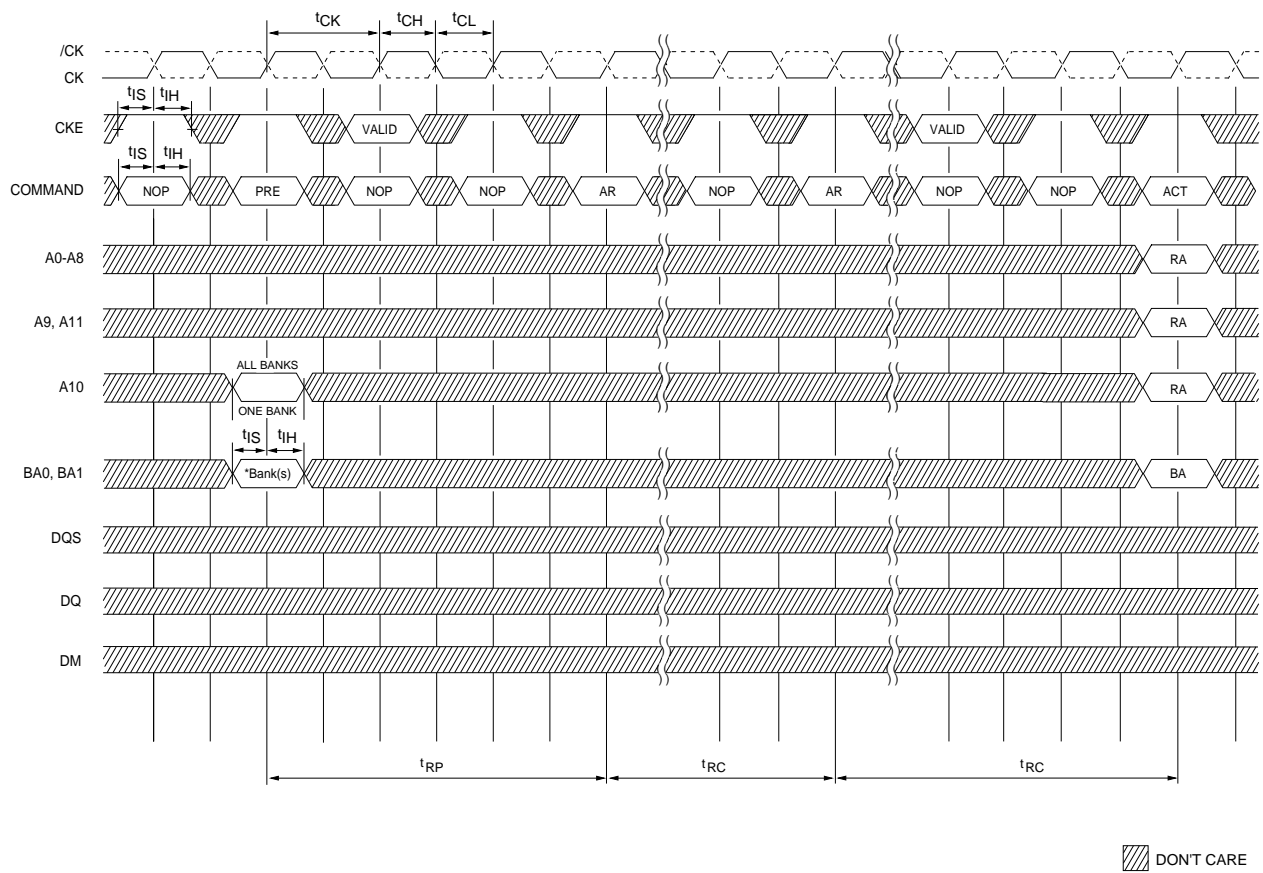 tCK tCH tCL
/CK
CK
tIS tIH
CKE VALID VALID
tIS tIH
COMMAND NOP PRE NOP NOP AR NOP AR NOP NOP ACT
A0-A8 RA
A9, A11 RA
ALL BANKS
A10 RA
ONE BANK
tIS tIH
BA0, BA1 *Bank(s) BA
DQS
DQ
DM
tRP tRC tRC
DON'T CARE